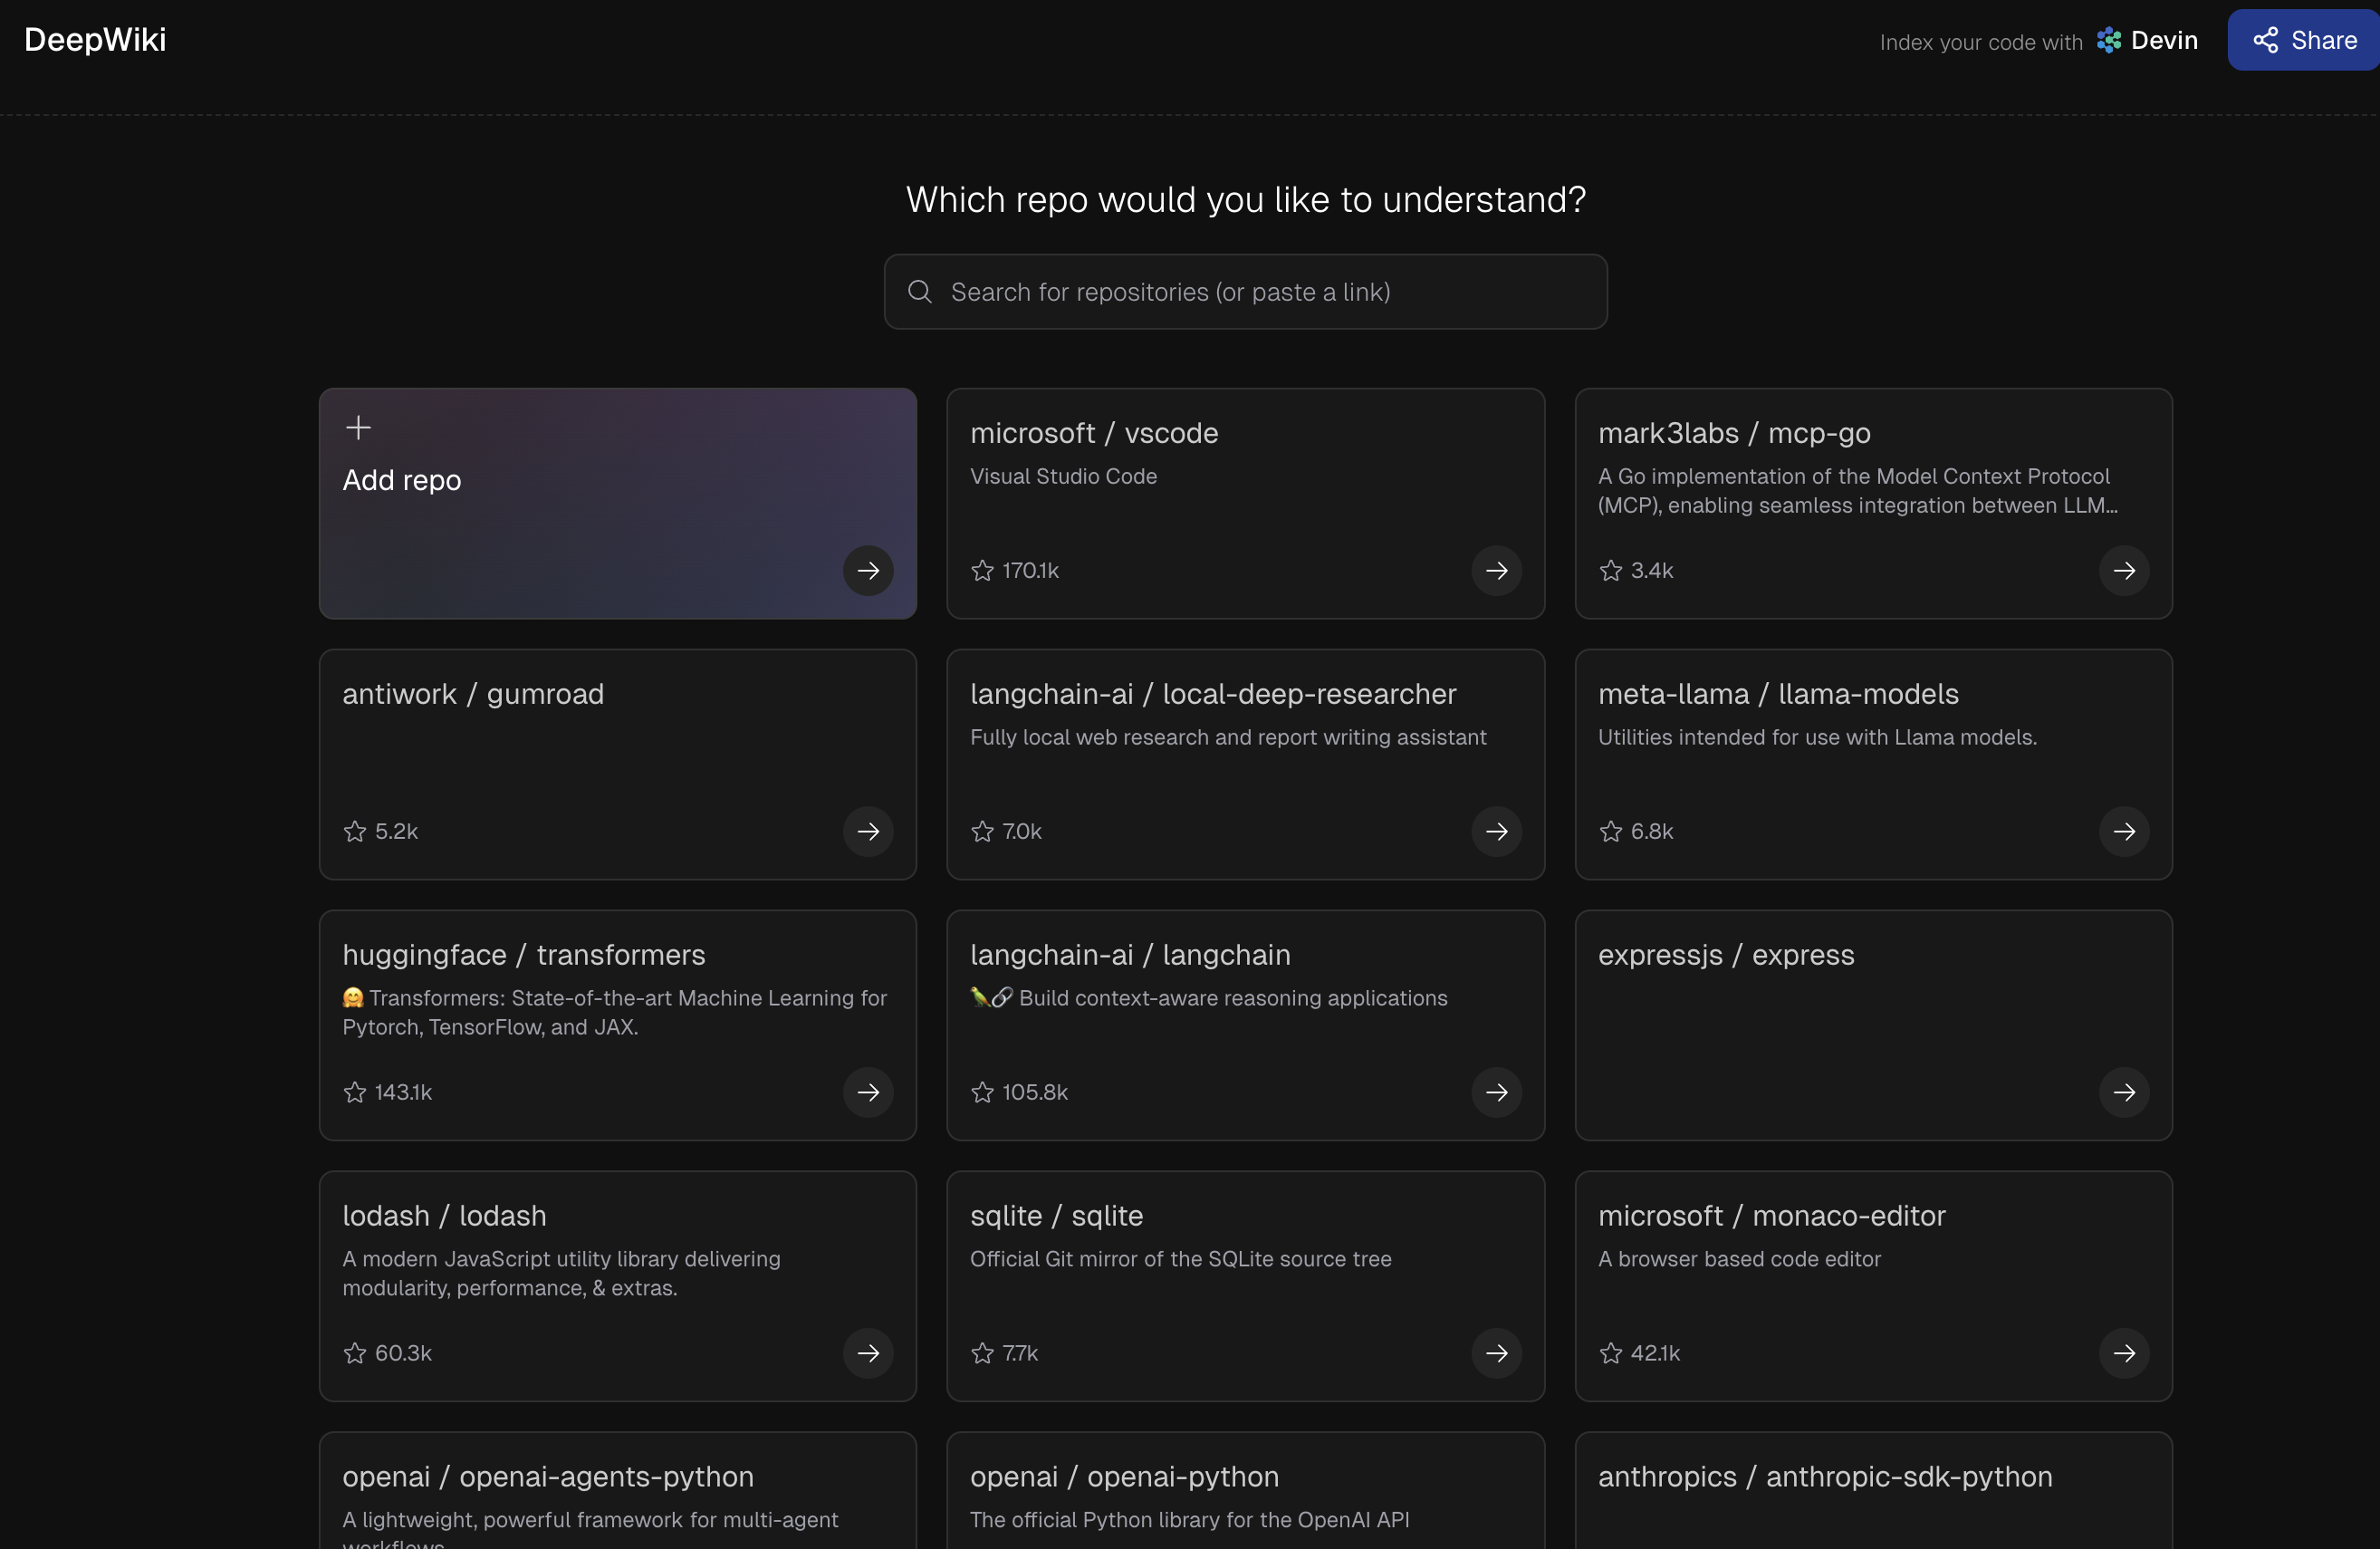 DeepWiki
Index your code with Devin
Share
Which repo would you like to understand?
Search for repositories (or paste a link)
Add repo
microsoft / vscode
Visual Studio Code
170.1k
mark3labs / mcp-go
A Go implementation of the Model Context Protocol
(MCP), enabling seamless integration between LLM...
3.4k
antiwork / gumroad
5.2k
langchain-ai / local-deep-researcher
Fully local web research and report writing assistant
7.0k
meta-llama / llama-models
Utilities intended for use with Llama models.
6.8k
huggingface / transformers
🤗 Transformers: State-of-the-art Machine Learning for
Pytorch, TensorFlow, and JAX.
143.1k
langchain-ai / langchain
🦜🔗 Build context-aware reasoning applications
105.8k
expressjs / express
lodash / lodash
A modern JavaScript utility library delivering
modularity, performance, & extras.
60.3k
sqlite / sqlite
Official Git mirror of the SQLite source tree
7.7k
microsoft / monaco-editor
A browser based code editor
42.1k
openai / openai-agents-python
A lightweight, powerful framework for multi-agent
workflows
openai / openai-python
The official Python library for the OpenAI API
anthropics / anthropic-sdk-python